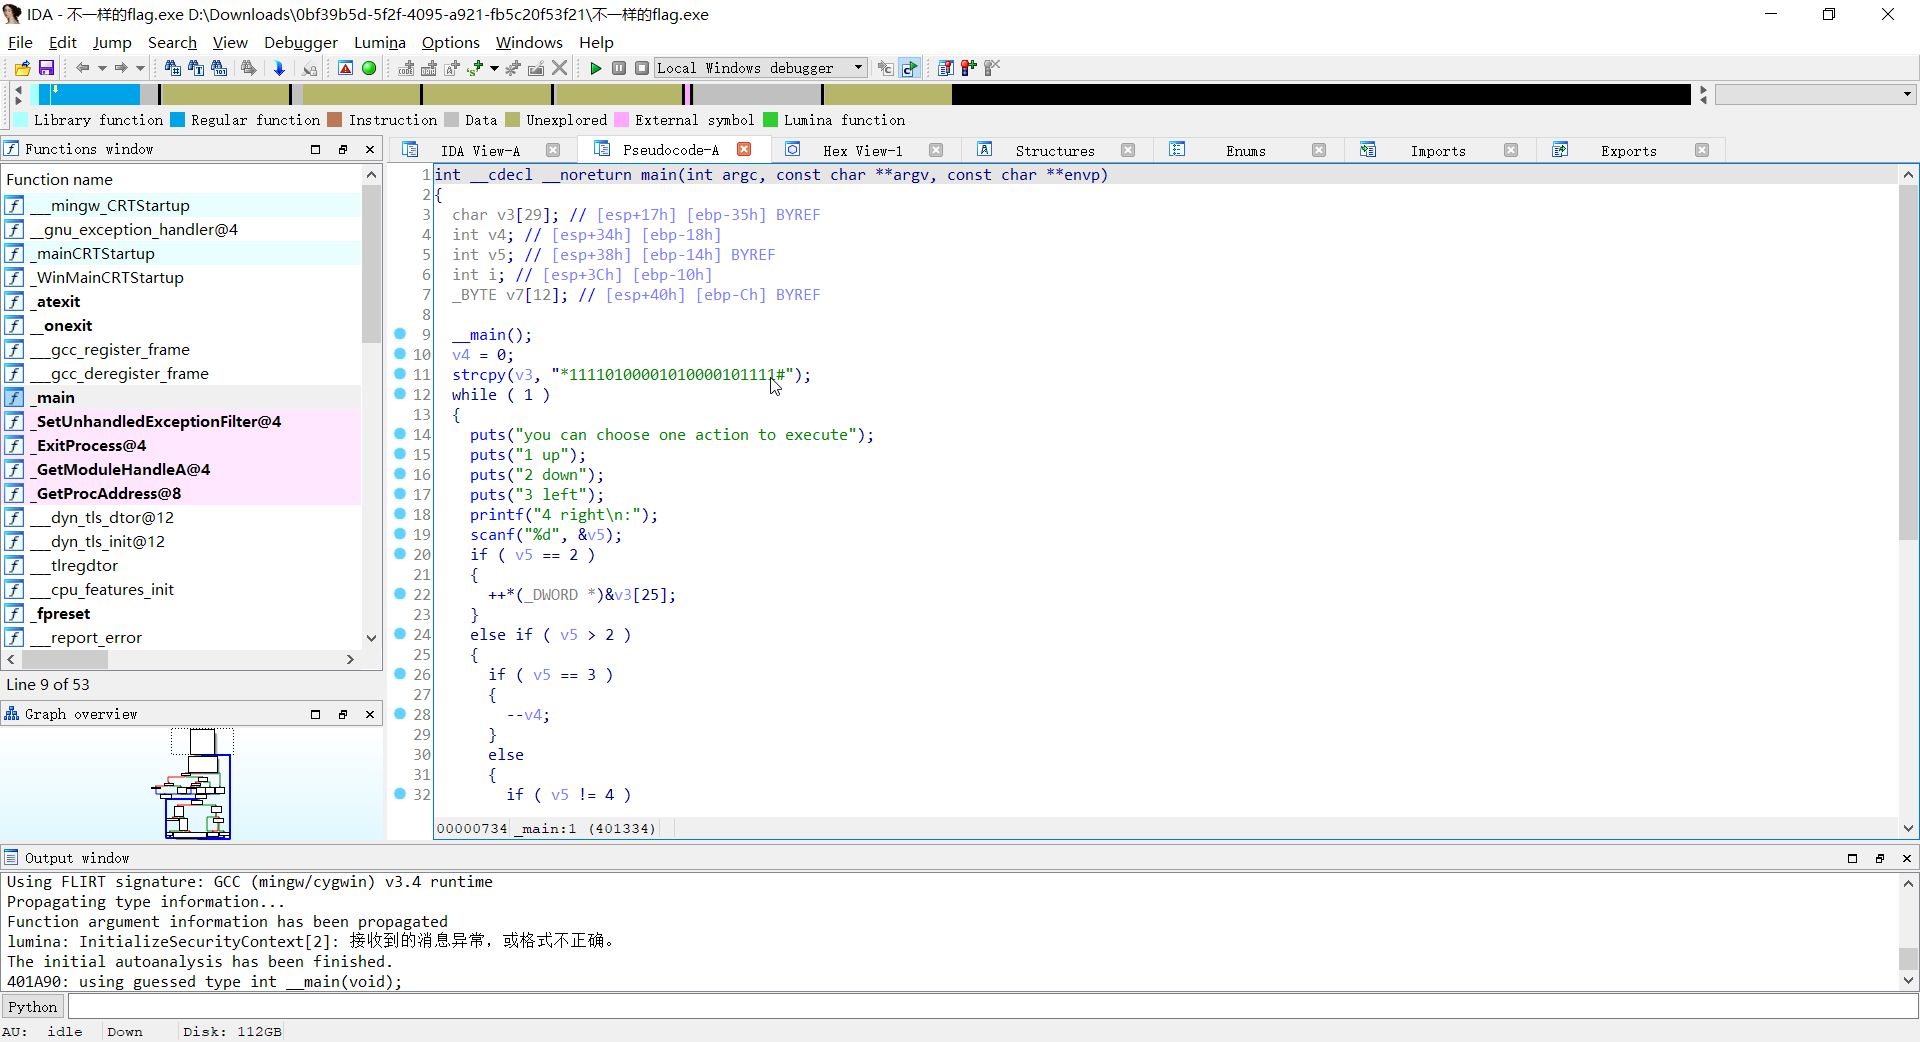 IDA - 不一样的flag.exe D:\Downloads\0bf39b5d-5f2f-4095-a921-fb5c20f53f21\不一样的flag.exe
File Edit Jump Search View Debugger Lumina Options Windows Help
Local Windows debugger
Library function Regular function Instruction Data Unexplored External symbol Lumina function
Functions window
Function name
___mingw_CRTStartup
__gnu_exception_handler@4
_mainCRTStartup
_WinMainCRTStartup
_atexit
__onexit
___gcc_register_frame
___gcc_deregister_frame
_main
_SetUnhandledExceptionFilter@4
_ExitProcess@4
_GetModuleHandleA@4
_GetProcAddress@8
___dyn_tls_dtor@12
___dyn_tls_init@12
___tlregdtor
___cpu_features_init
_fpreset
___report_error
Line 9 of 53
Graph overview
IDA View-A Pseudocode-A Hex View-1 Structures Enums Imports Exports
1 int __cdecl __noreturn main(int argc, const char **argv, const char **envp)
2 {
3 char v3[29]; // [esp+17h] [ebp-35h] BYREF
4 int v4; // [esp+34h] [ebp-18h]
5 int v5; // [esp+38h] [ebp-14h] BYREF
6 int i; // [esp+3Ch] [ebp-10h]
7 _BYTE v7[12]; // [esp+40h] [ebp-Ch] BYREF
8
9 __main();
10 v4 = 0;
11 strcpy(v3, "*11110100001010000101111#");
12 while ( 1 )
13 {
14 puts("you can choose one action to execute");
15 puts("1 up");
16 puts("2 down");
17 puts("3 left");
18 printf("4 right\n:");
19 scanf("%d", &v5);
20 if ( v5 == 2 )
21 {
22 ++*(_DWORD *)&v3[25];
23 }
24 else if ( v5 > 2 )
25 {
26 if ( v5 == 3 )
27 {
28 --v4;
29 }
30 else
31 {
32 if ( v5 != 4 )
00000734 _main:1 (401334)
Output window
Using FLIRT signature: GCC (mingw/cygwin) v3.4 runtime
Propagating type information...
Function argument information has been propagated
lumina: InitializeSecurityContext[2]: 接收到的消息异常，或格式不正确。
The initial autoanalysis has been finished.
401A90: using guessed type int __main(void);
Python
AU: idle Down Disk: 112GB